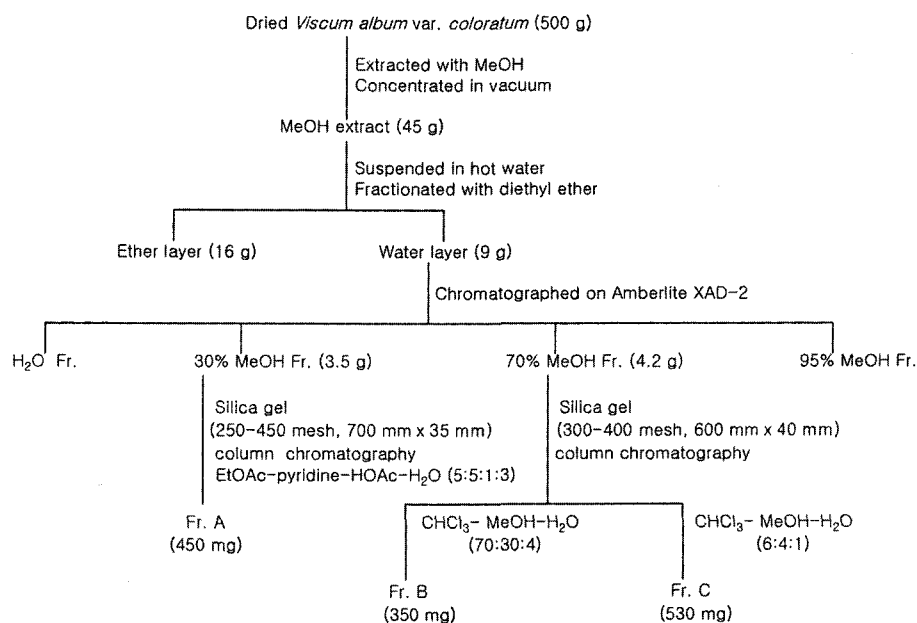 Dried Viscum album var. coloratum (500 g)
Extracted with MeOH
Concentrated in vacuum
MeOH extract (45 g)
Suspended in hot water
Fractionated with diethyl ether
Ether layer (16 g)
Water layer (9 g)
Chromatographed on Amberlite XAD-2
H₂O Fr.
30% MeOH Fr. (3.5 g)
70% MeOH Fr. (4.2 g)
95% MeOH Fr.
Silica gel
(250-450 mesh, 700 mm x 35 mm)
column chromatography
EtOAc-pyridine-HOAc-H₂O (5:5:1:3)
Silica gel
(300-400 mesh, 600 mm x 40 mm)
column chromatography
Fr. A
(450 mg)
CHCl₃- MeOH-H₂O
(70:30:4)
CHCl₃- MeOH-H₂O
(6:4:1)
Fr. B
(350 mg)
Fr. C
(530 mg)